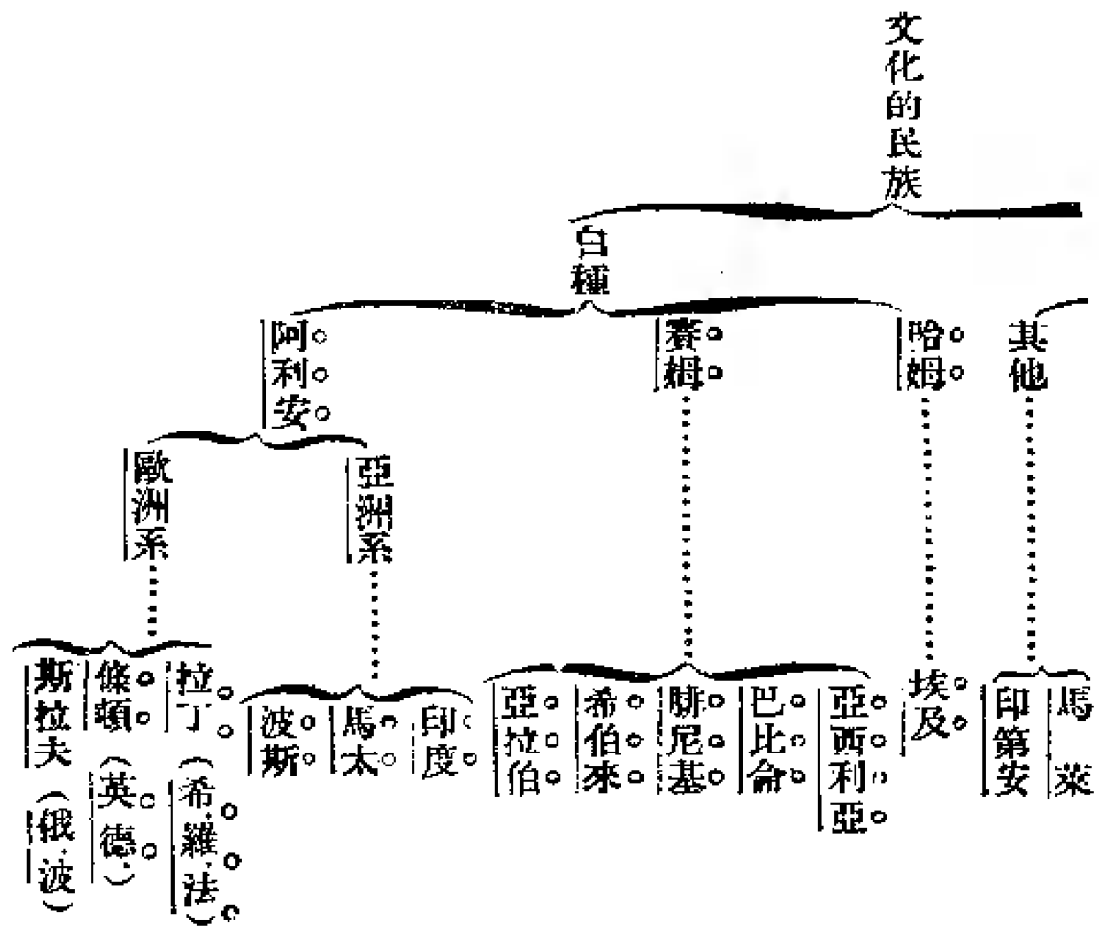 文化的民族
其他
馬萊
印第安
白種
哈姆
埃及
賽姆
亞西利亞
巴比侖
腓尼基
希伯來
亞拉伯
阿利安
亞洲系
印度
馬太
波斯
歐洲系
拉丁(希,羅,法)
條頓(英,德,)
斯拉夫(俄,波)